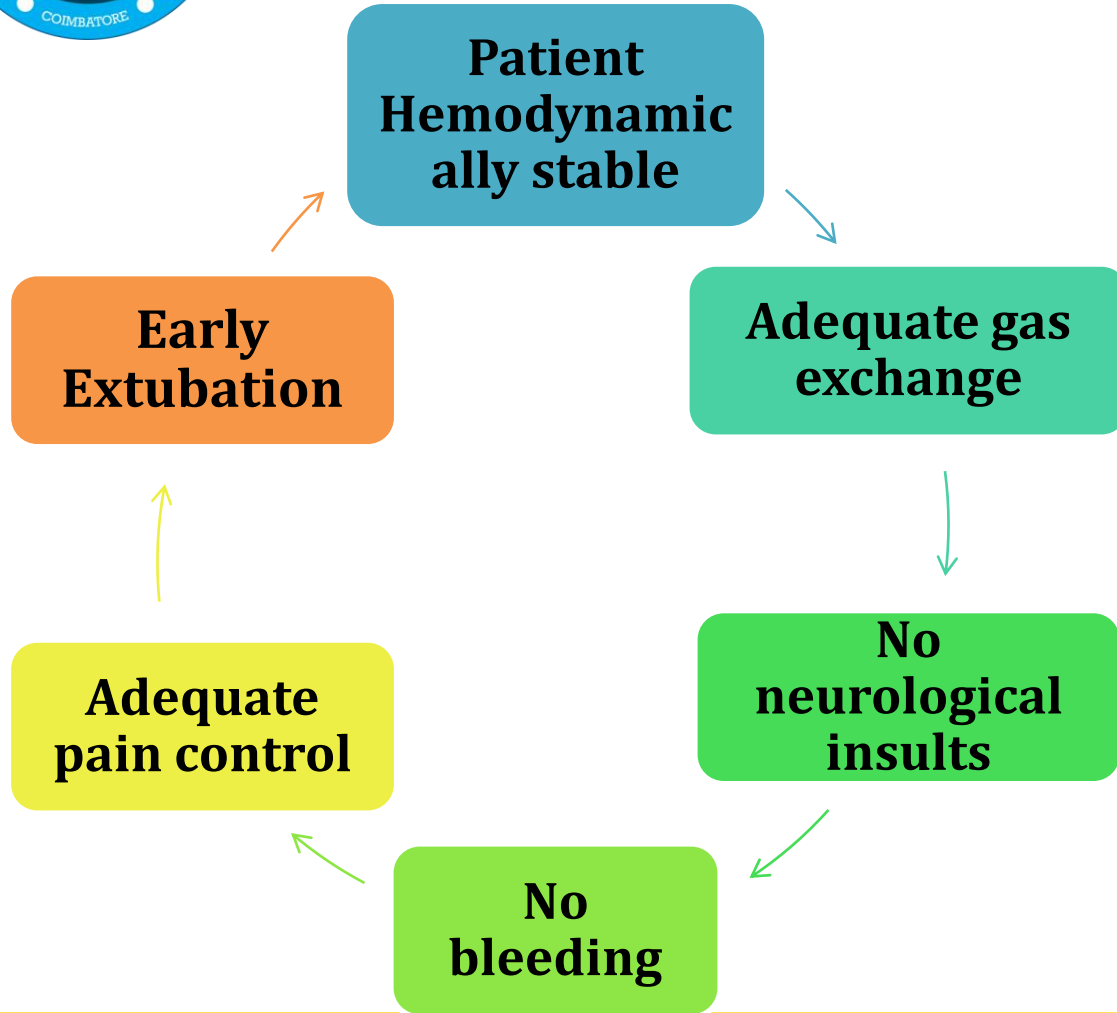 COIMBATORE
Patient
Hemodynamic
ally stable
Adequate gas
exchange
No
neurological
insults
No
bleeding
Adequate
pain control
Early
Extubation